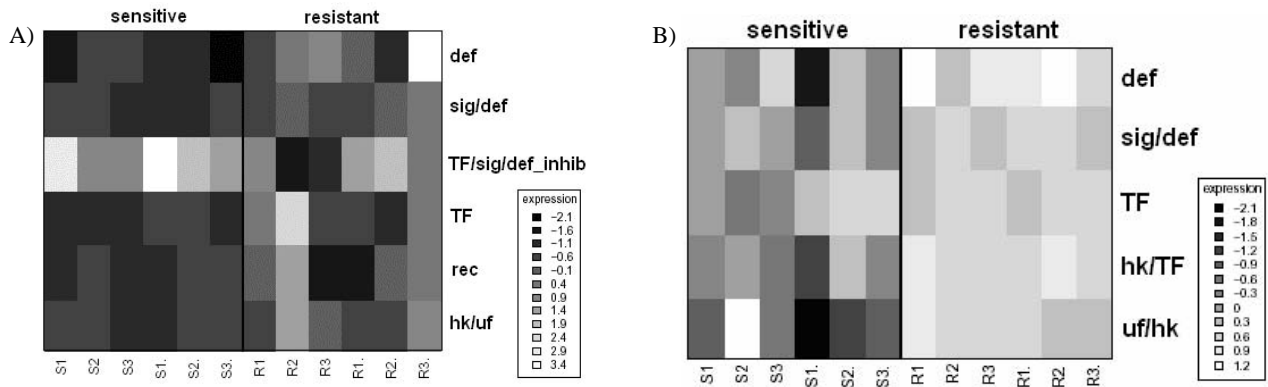 A)
sensitive resistant
def
sig/def
TF/sig/def_inhib
TF
rec
hk/uf
expression
-2.1
-1.6
-1.1
-0.6
-0.1
0.4
0.9
1.4
1.9
2.4
2.9
3.4
S1 S2 S3 S1. S2. S3. R1 R2 R3 R1. R2. R3.
B)
sensitive resistant
def
sig/def
TF
hk/TF
uf/hk
expression
-2.1
-1.8
-1.5
-1.2
-0.9
-0.6
-0.3
0
0.3
0.6
0.9
1.2
S1 S2 S3 S1. S2. S3. R1 R2 R3 R1. R2. R3.